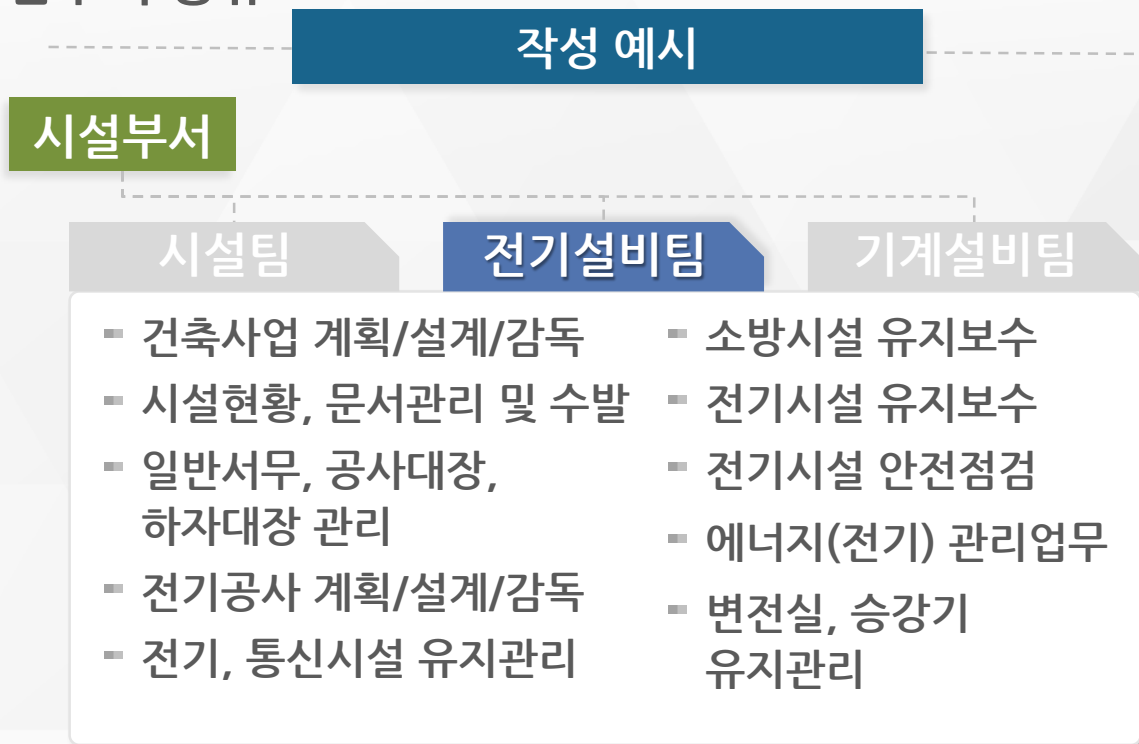 작성 예시
시설부서
시설팀
전기설비팀
기계설비팀
건축사업 계획/설계/감독
시설현황, 문서관리 및 수발
일반서무, 공사대장,
하자대장 관리
전기공사 계획/설계/감독
전기, 통신시설 유지관리
소방시설 유지보수
전기시설 유지보수
전기시설 안전점검
에너지(전기) 관리업무
변전실, 승강기
유지관리